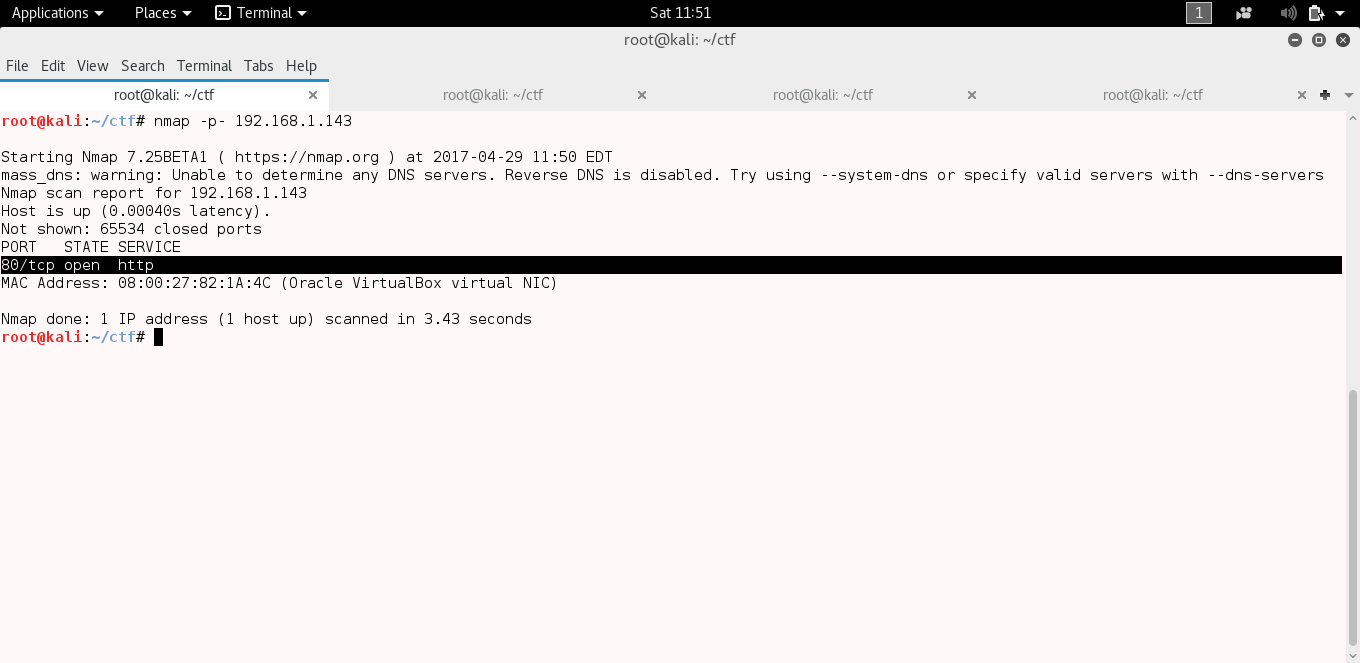 Applications Places Terminal Sat 11:51 1
root@kali: ~/ctf
File Edit View Search Terminal Tabs Help
root@kali: ~/ctf root@kali: ~/ctf root@kali: ~/ctf root@kali: ~/ctf
root@kali:~/ctf# nmap -p- 192.168.1.143
Starting Nmap 7.25BETA1 ( https://nmap.org ) at 2017-04-29 11:50 EDT
mass_dns: warning: Unable to determine any DNS servers. Reverse DNS is disabled. Try using --system-dns or specify valid servers with --dns-servers
Nmap scan report for 192.168.1.143
Host is up (0.00040s latency).
Not shown: 65534 closed ports
PORT   STATE SERVICE
80/tcp open  http
MAC Address: 08:00:27:82:1A:4C (Oracle VirtualBox virtual NIC)
Nmap done: 1 IP address (1 host up) scanned in 3.43 seconds
root@kali:~/ctf#